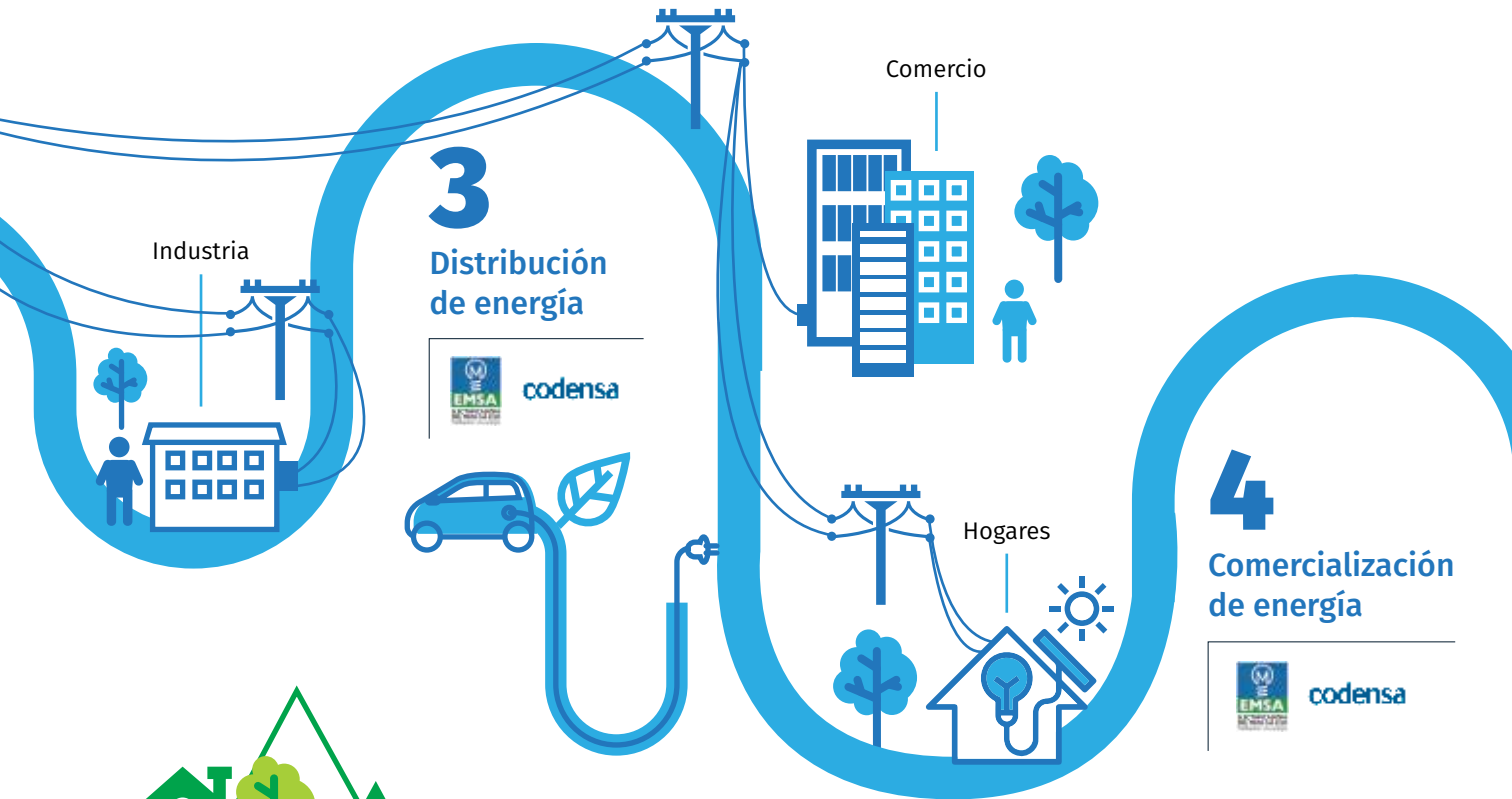 Comercio
3
Industria
Distribución
de energía
EMSA
codensa
Hogares
4
Comercialización
de energía
EMSA
codensa